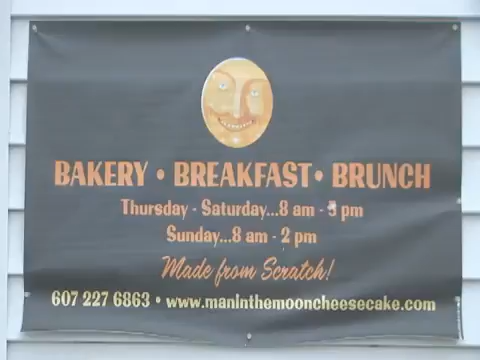 BAKERY • BREAKFAST • BRUNCH
Thursday - Saturday...8 am - 3 pm
Sunday...8 am - 2 pm
Made from Scratch!
607 227 6863 • www.maninthemooncheesecake.com